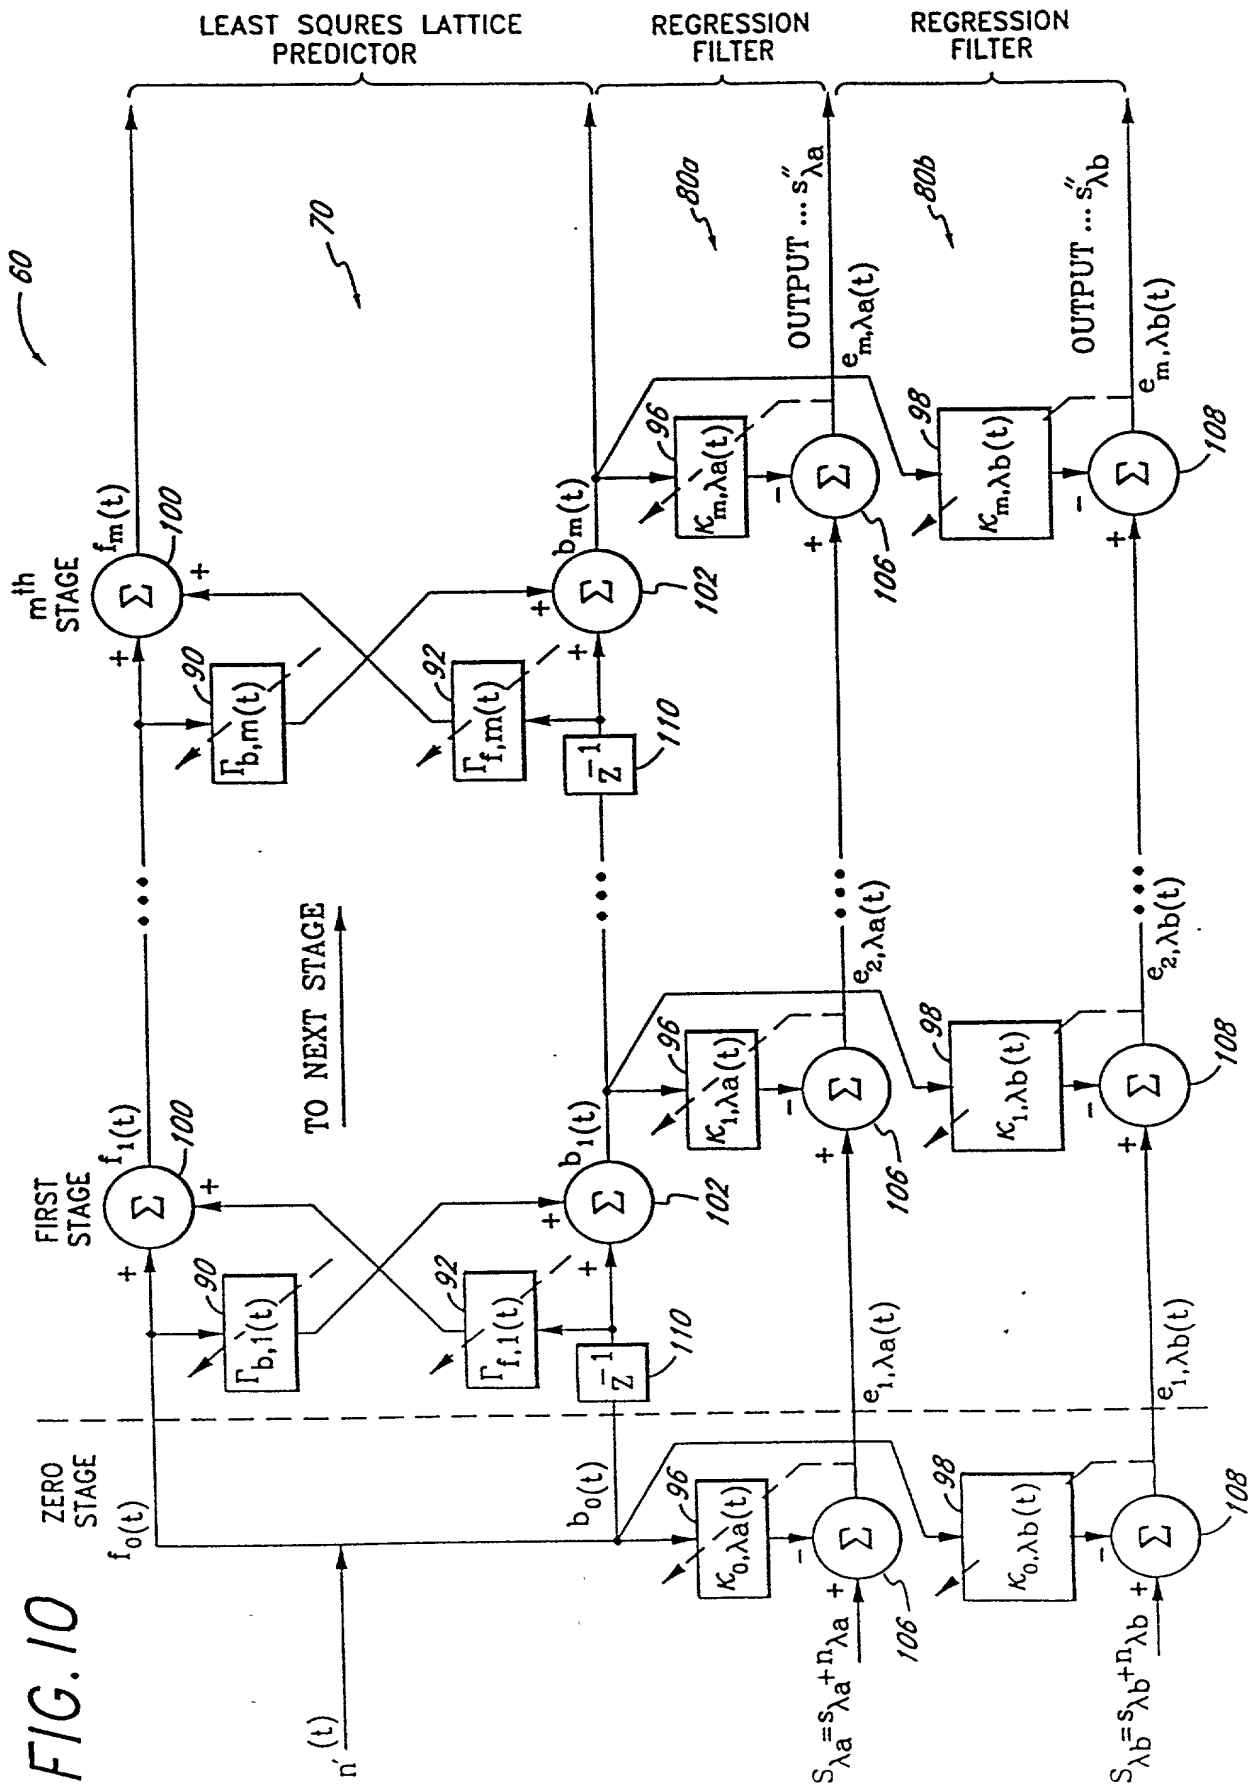 FIG. 10
60
LEAST SQURES LATTICE
PREDICTOR
REGRESSION
FILTER
REGRESSION
FILTER
ZERO
STAGE
FIRST
STAGE
mth
STAGE
70
80a
80b
TO NEXT STAGE
n′(t)
f₀(t)
b₀(t)
f₁(t)
b₁(t)
fₘ(t)
bₘ(t)
100
100
+
+
+
+
Σ
Σ
90
Γb,1(t)
90
Γb,m(t)
92
Γf,1(t)
92
Γf,m(t)
Z⁻¹
110
Z⁻¹
110
+
+
+
+
Σ
Σ
102
102
96
κ₀,λa(t)
96
κ₁,λa(t)
96
κm,λa(t)
Sλa=sλa+nλa
+
−
Σ
106
e₁,λa(t)
+
−
Σ
106
e₂,λa(t)
+
−
Σ
106
em,λa(t)
OUTPUT ... s″λa
98
κ₀,λb(t)
98
κ₁,λb(t)
98
κm,λb(t)
Sλb=sλb+nλb
+
−
Σ
108
e₁,λb(t)
+
−
Σ
108
e₂,λb(t)
+
−
Σ
108
em,λb(t)
OUTPUT ... s″λb